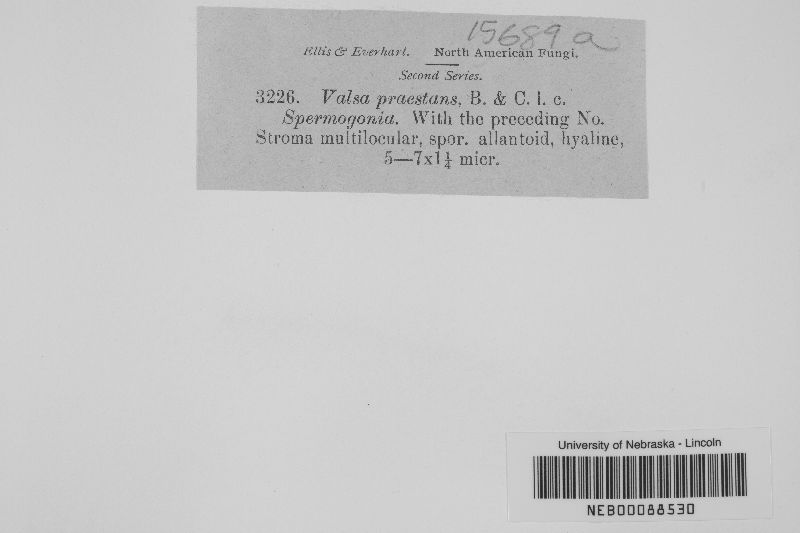 15689a
Ellis & Everhart. North American Fungi.
Second Series.
3226. Valsa praestans, B. & C. l. c.
Spermogonia. With the preceding No.
Stroma multilocular, spor. allantoid, hyaline,
5—7x1¼ micr.
University of Nebraska - Lincoln
NEB00088530